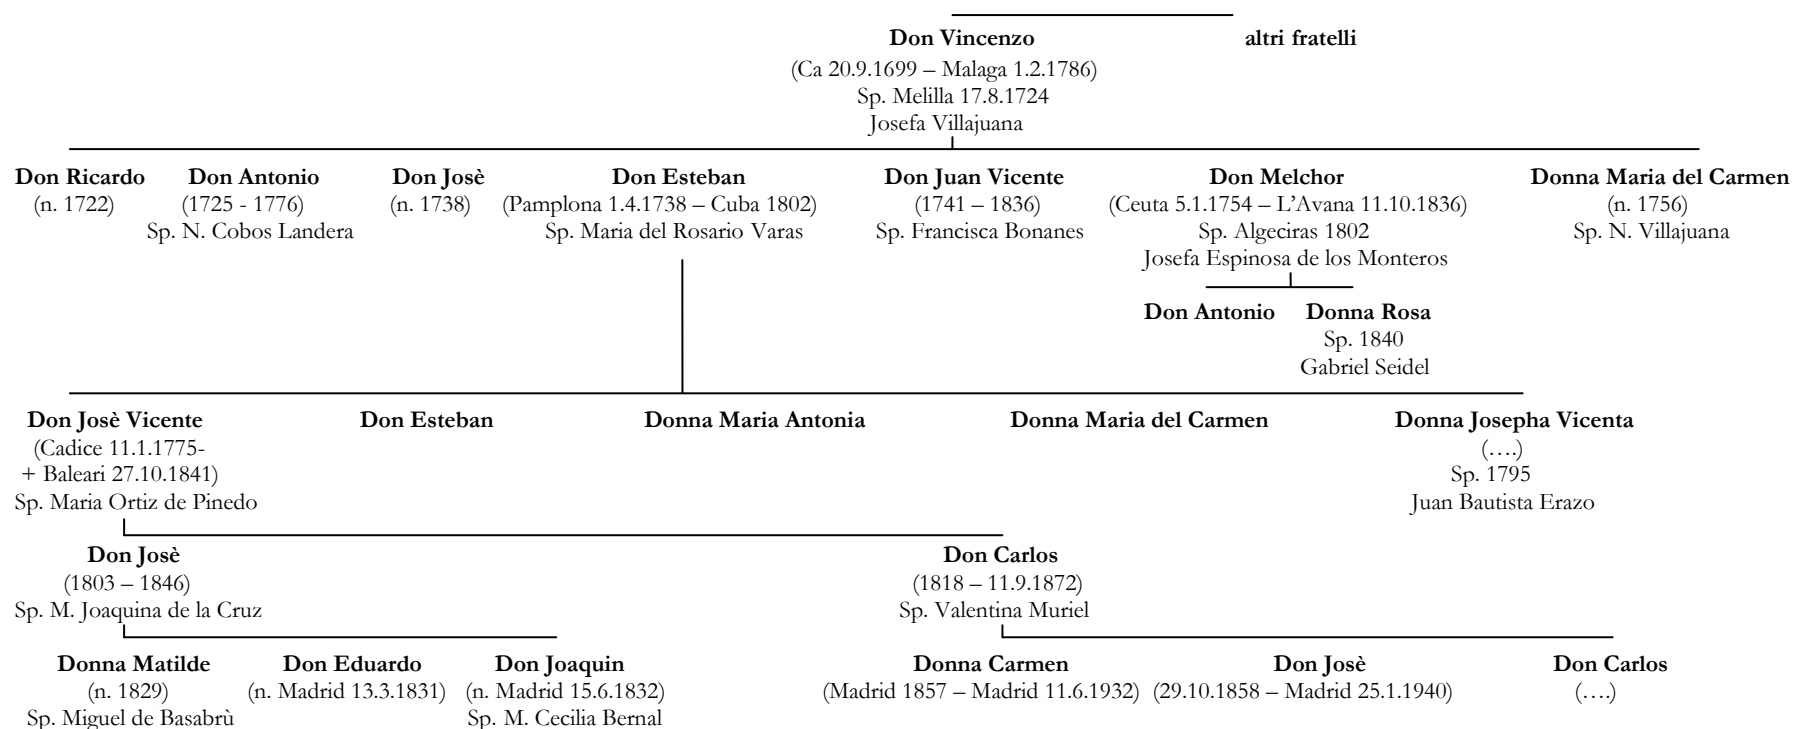 Don Vincenzo altri fratelli
(Ca 20.9.1699 – Malaga 1.2.1786)
Sp. Melilla 17.8.1724
Josefa Villajuana
Don Ricardo Don Antonio Don Josè Don Esteban Don Juan Vicente Don Melchor Donna Maria del Carmen
(n. 1722) (1725 - 1776) (n. 1738) (Pamplona 1.4.1738 – Cuba 1802) (1741 – 1836) (Ceuta 5.1.1754 – L'Avana 11.10.1836) (n. 1756)
Sp. N. Cobos Landera Sp. Maria del Rosario Varas Sp. Francisca Bonanes Sp. Algeciras 1802 Sp. N. Villajuana
Josefa Espinosa de los Monteros
Don Antonio Donna Rosa
Sp. 1840
Gabriel Seidel
Don Josè Vicente Don Esteban Donna Maria Antonia Donna Maria del Carmen Donna Josepha Vicenta
(Cadice 11.1.1775- (….)
+ Baleari 27.10.1841) Sp. 1795
Sp. Maria Ortiz de Pinedo Juan Bautista Erazo
Don Josè Don Carlos
(1803 – 1846) (1818 – 11.9.1872)
Sp. M. Joaquina de la Cruz Sp. Valentina Muriel
Donna Matilde Don Eduardo Don Joaquin Donna Carmen Don Josè Don Carlos
(n. 1829) (n. Madrid 13.3.1831) (n. Madrid 15.6.1832) (Madrid 1857 – Madrid 11.6.1932) (29.10.1858 – Madrid 25.1.1940) (….)
Sp. Miguel de Basabrù Sp. M. Cecilia Bernal